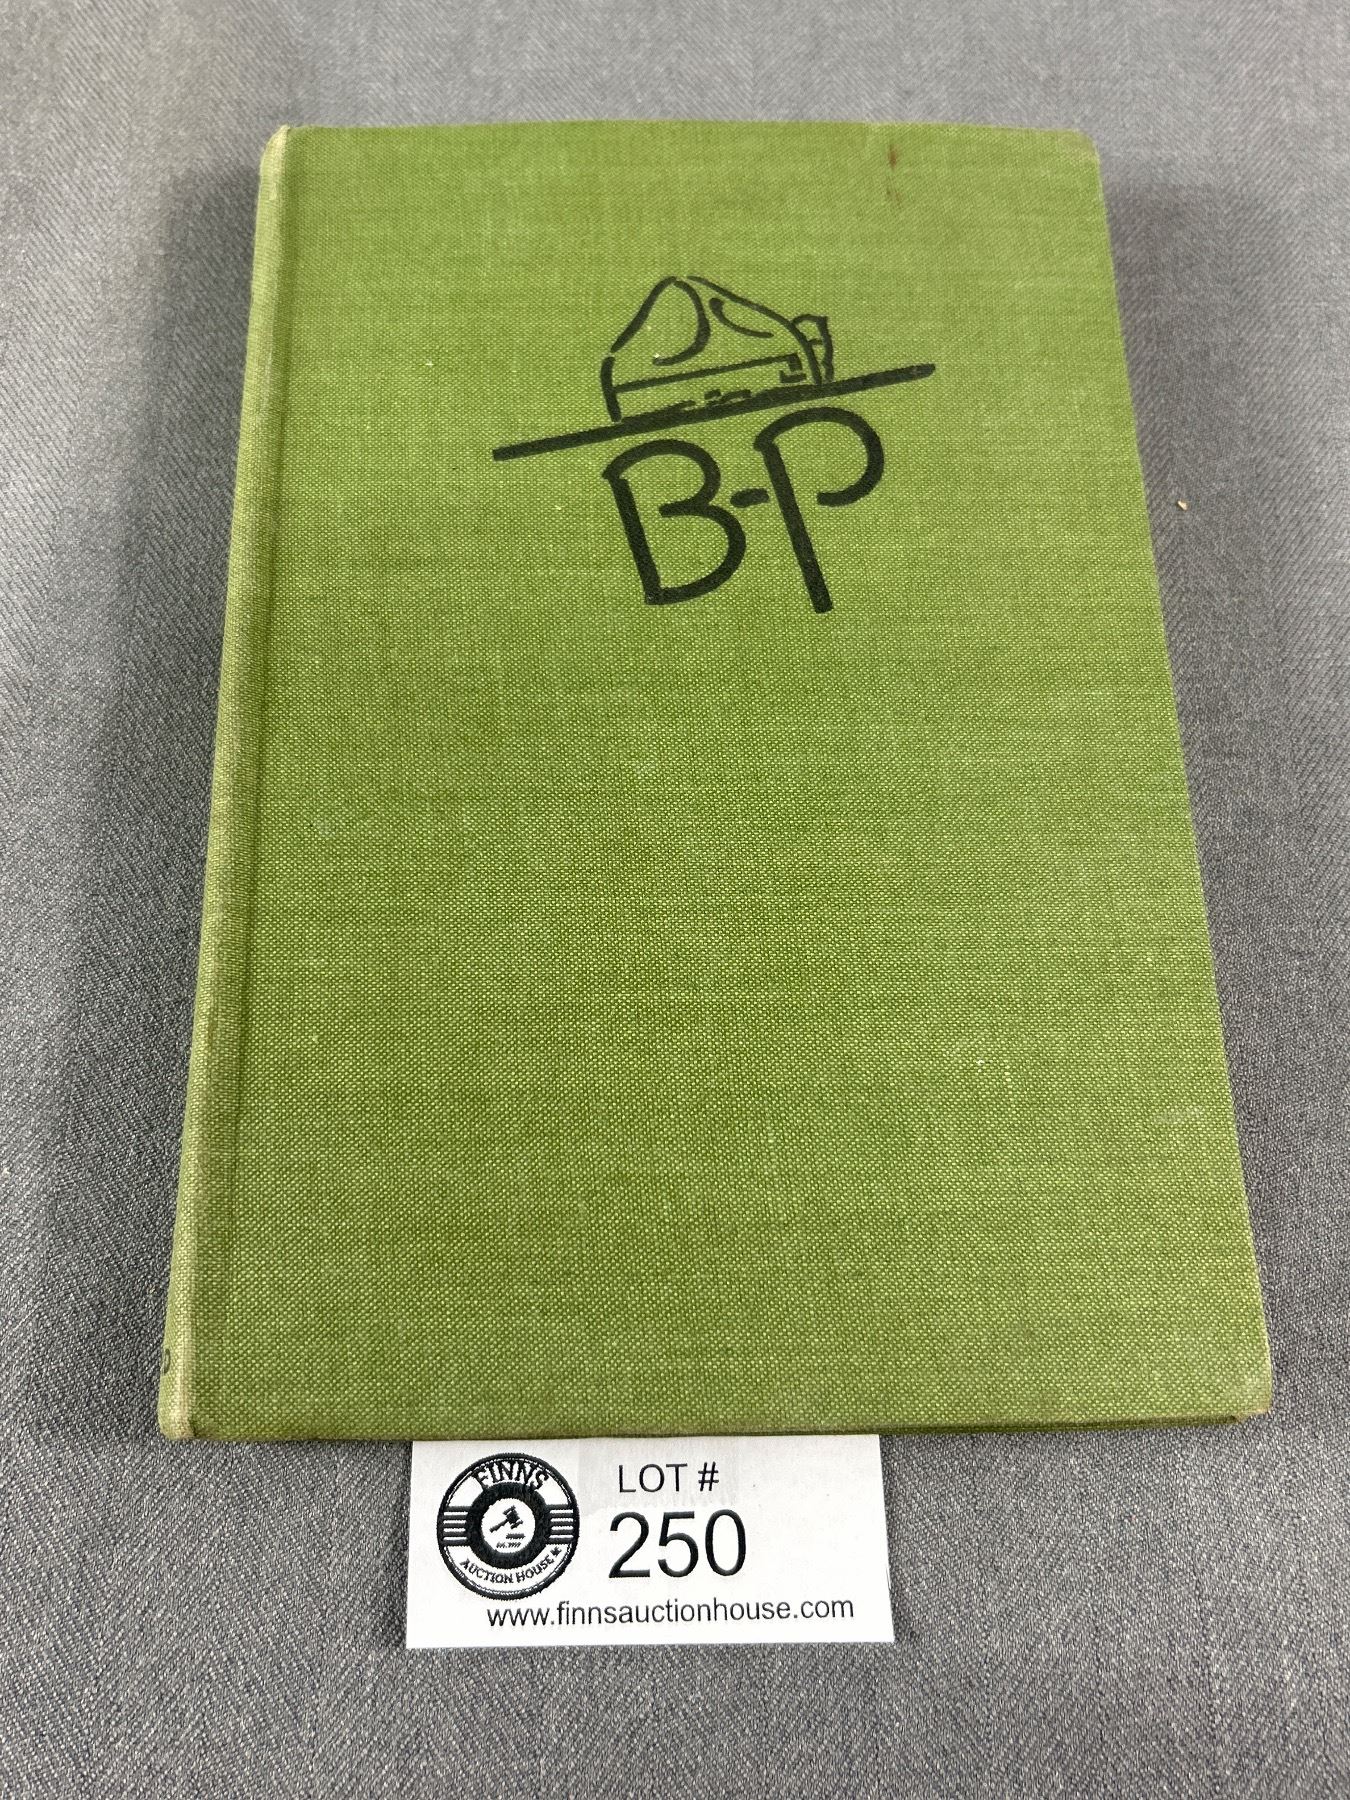 B-P
FINNS
LOT #
250
AUCTION HOUSE
www.finnsauctionhouse.com